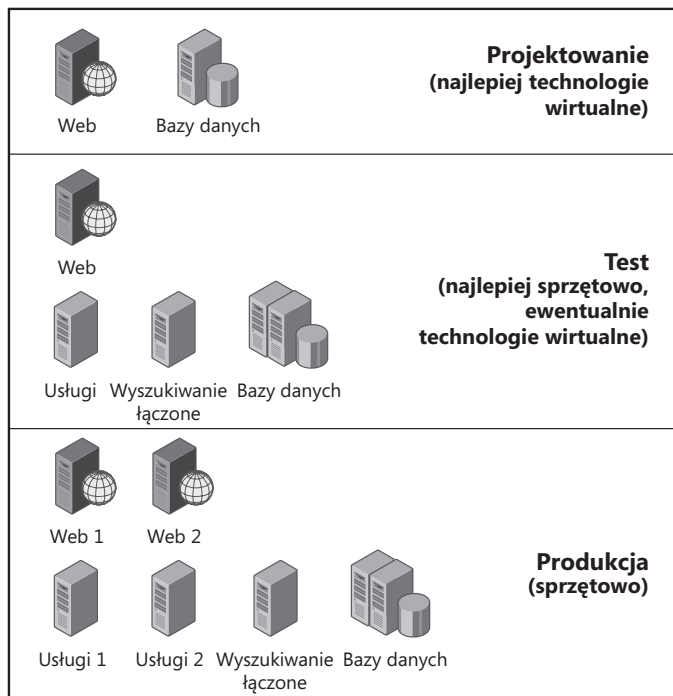 Projektowanie
(najlepiej technologie
wirtualne)
Web
Bazy danych
Test
(najlepiej sprzętowo,
ewentualnie
technologie wirtualne)
Web
Usługi
Wyszukiwanie
łączone
Bazy danych
Produkcja
(sprzętowo)
Web 1
Web 2
Usługi 1
Usługi 2
Wyszukiwanie
łączone
Bazy danych